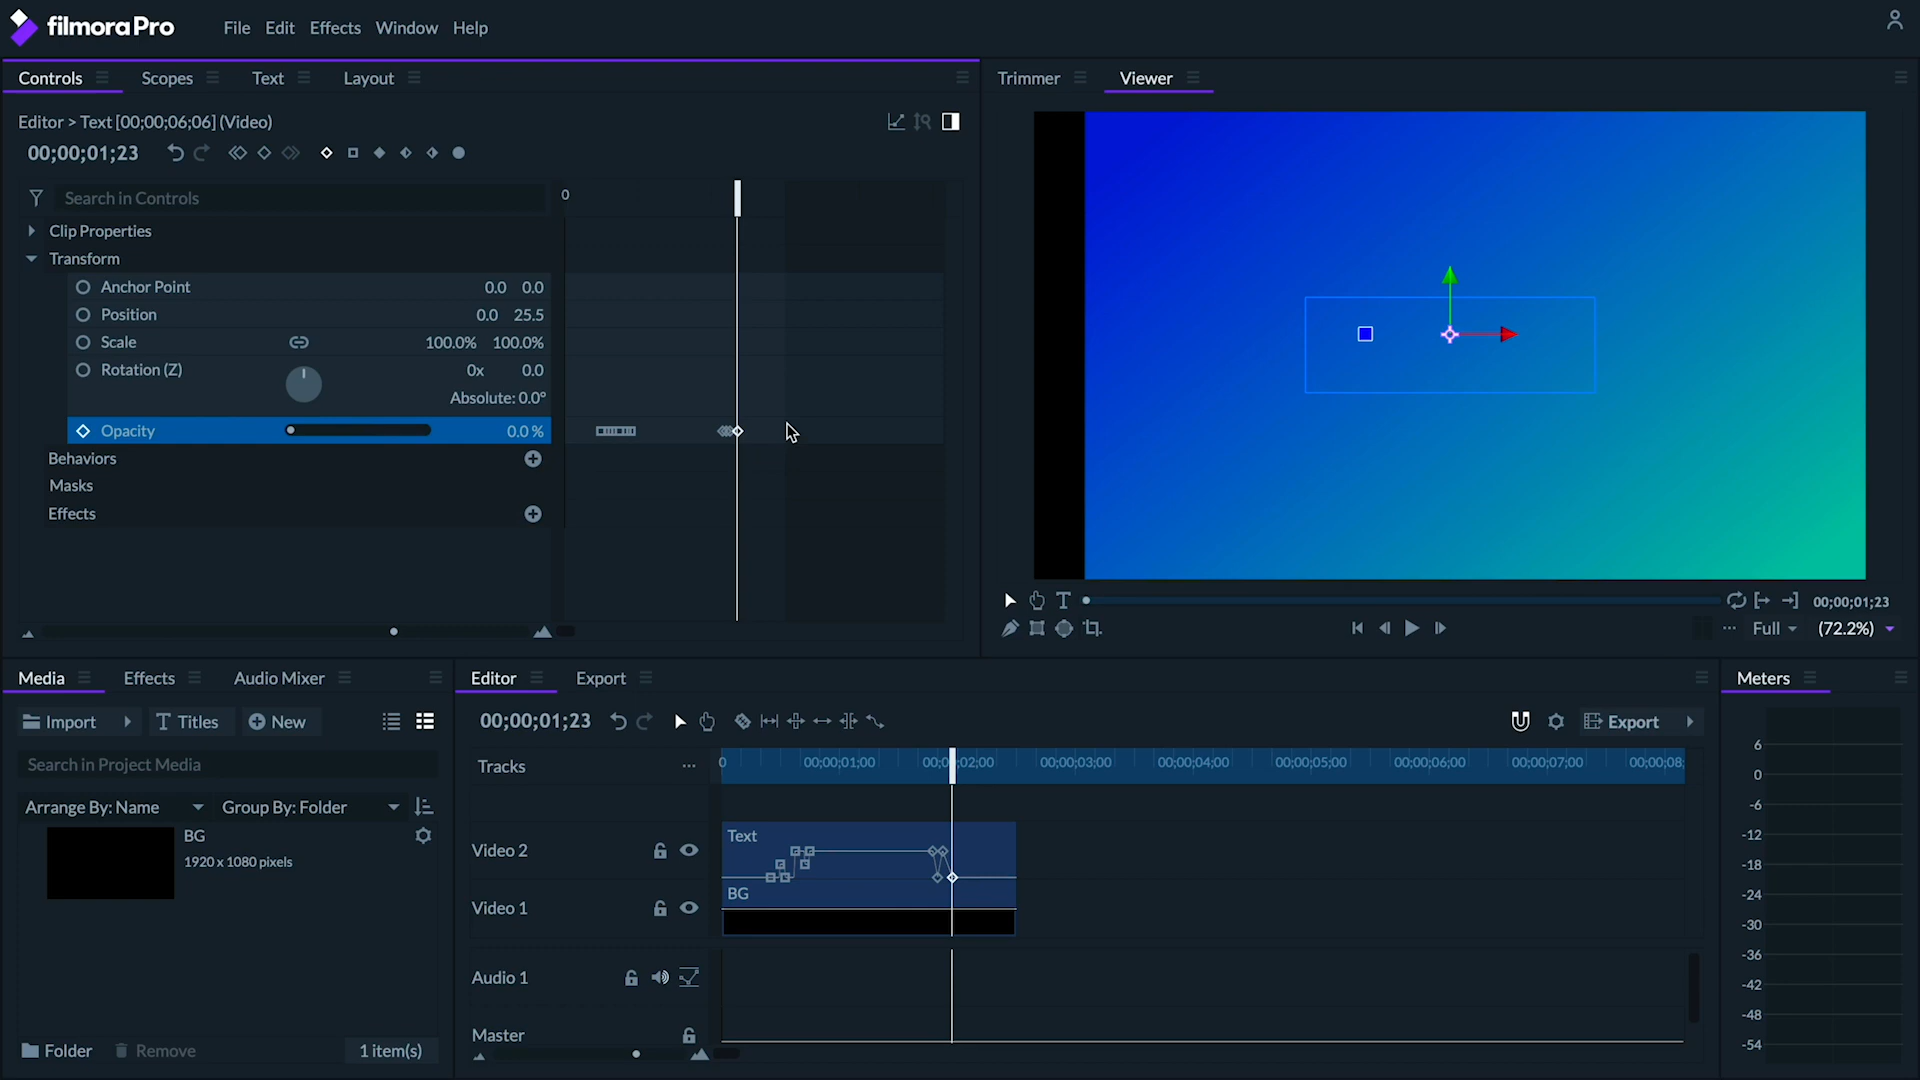 filmoraPro
File Edit Effects Window Help
Controls Scopes Text Layout
Trimmer Viewer
Editor > Text [00;00;06;06] (Video)
00;00;01;23
Search in Controls
0
Clip Properties
Transform
Anchor Point 0.0 0.0
Position 0.0 25.5
Scale 100.0% 100.0%
Rotation (Z) 0x 0.0
Absolute: 0.0°
Opacity 0.0 %
Behaviors
Masks
Effects
00;00;01;23
Full (72.2%)
Media Effects Audio Mixer
Import Titles New
Search in Project Media
Arrange By: Name Group By: Folder
BG
1920 x 1080 pixels
Folder Remove 1 item(s)
Editor Export
00;00;01;23
Export
Tracks
0 00;00;01;00 00;00;02;00 00;00;03;00 00;00;04;00 00;00;05;00 00;00;06;00 00;00;07;00 00;00;08;
Video 2
Text
Video 1
BG
Audio 1
Master
Meters
6
0
-6
-12
-18
-24
-30
-36
-42
-48
-54